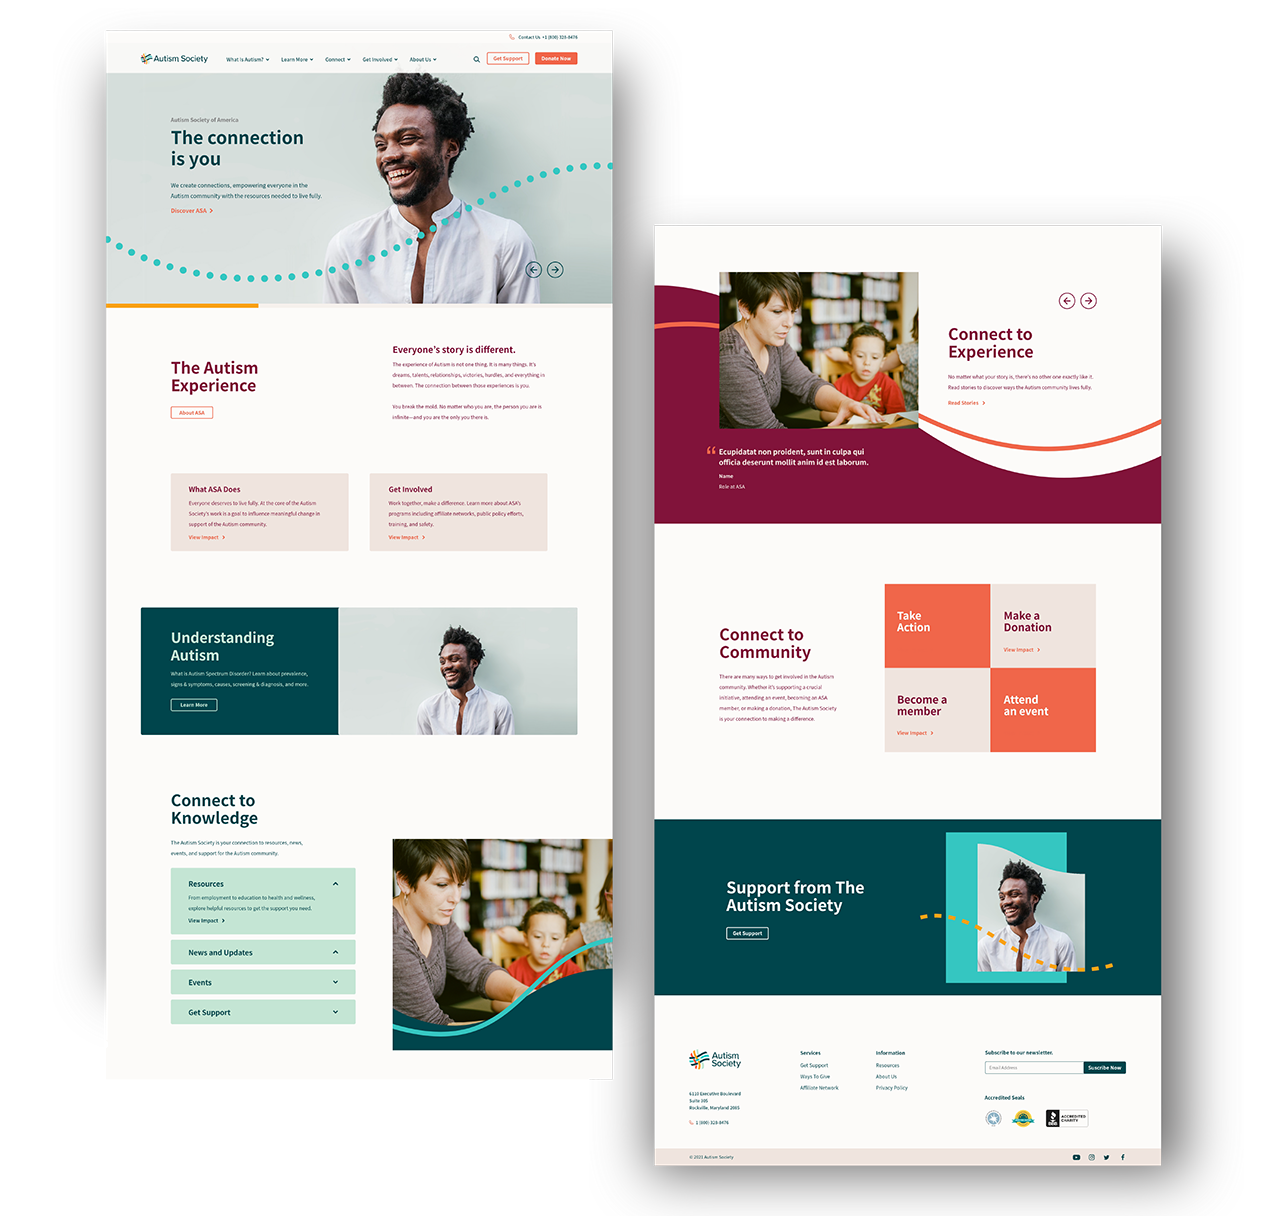 Contact Us +1 (800) 328-8476
Autism Society
What Is Autism?
Learn More
Connect
Get Involved
About Us
Get Support
Donate Now
Autism Society of America
The connection
is you
We create connections, empowering everyone in the
Autism community with the resources needed to live fully.
Discover ASA
The Autism
Experience
About ASA
Everyone's story is different.
The experience of Autism is not one thing. It is many things. It's
dreams, talents, relationships, victories, hurdles, and everything in
between. The connection between those experiences is you.
You break the mold. No matter who you are, the person you are is
infinite—and you are the only you there is.
What ASA Does
Everyone deserves to live fully. At the core of the Autism
Society's work is a goal to influence meaningful change in
support of the Autism community.
View Impact
Get Involved
Work together, make a difference. Learn more about ASA's
programs including affiliate networks, public policy efforts,
training, and safety.
View Impact
Understanding
Autism
What is Autism Spectrum Disorder? Learn about prevalence,
signs & symptoms, causes, screening & diagnosis, and more.
Learn More
Connect to
Knowledge
The Autism Society is your connection to resources, news,
events, and support for the Autism community.
Resources
From employment to education to health and wellness,
explore helpful resources to get the support you need.
View Impact
News and Updates
Events
Get Support
Connect to
Experience
No matter what your story is, there's no other one exactly like it.
Read stories to discover ways the Autism community lives fully.
Read Stories
“ Ecupidatat non proident, sunt in culpa qui
officia deserunt mollit anim id est laborum.
Name
Role at ASA
Connect to
Community
There are many ways to get involved in the Autism
community. Whether it's supporting a crucial
initiative, attending an event, becoming an ASA
member, or making a donation, The Autism Society
is your connection to making a difference.
Take
Action
Make a
Donation
View Impact
Become a
member
View Impact
Attend
an event
Support from The
Autism Society
Get Support
Autism
Society
6110 Executive Boulevard
Suite 305
Rockville, Maryland 2085
1 (800) 328-8476
Services
Get Support
Ways To Give
Affiliate Network
Information
Resources
About Us
Privacy Policy
Subscribe to our newsletter.
Email Address
Suscribe Now
Accredited Seals
BBB
ACCREDITED
CHARITY
© 2021 Autism Society